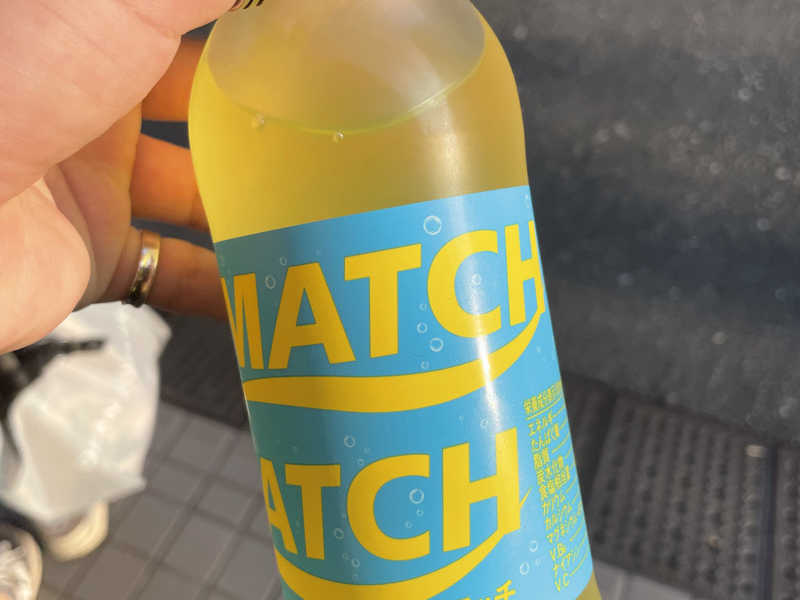 MATCH
ATCH
ッチ
栄養成分表示
エネルギー
たんぱく質
脂質
炭水化物
食塩相当量
カリウム
カルシウム
マグネシウム
V.B₆
ナイアシン
V.C